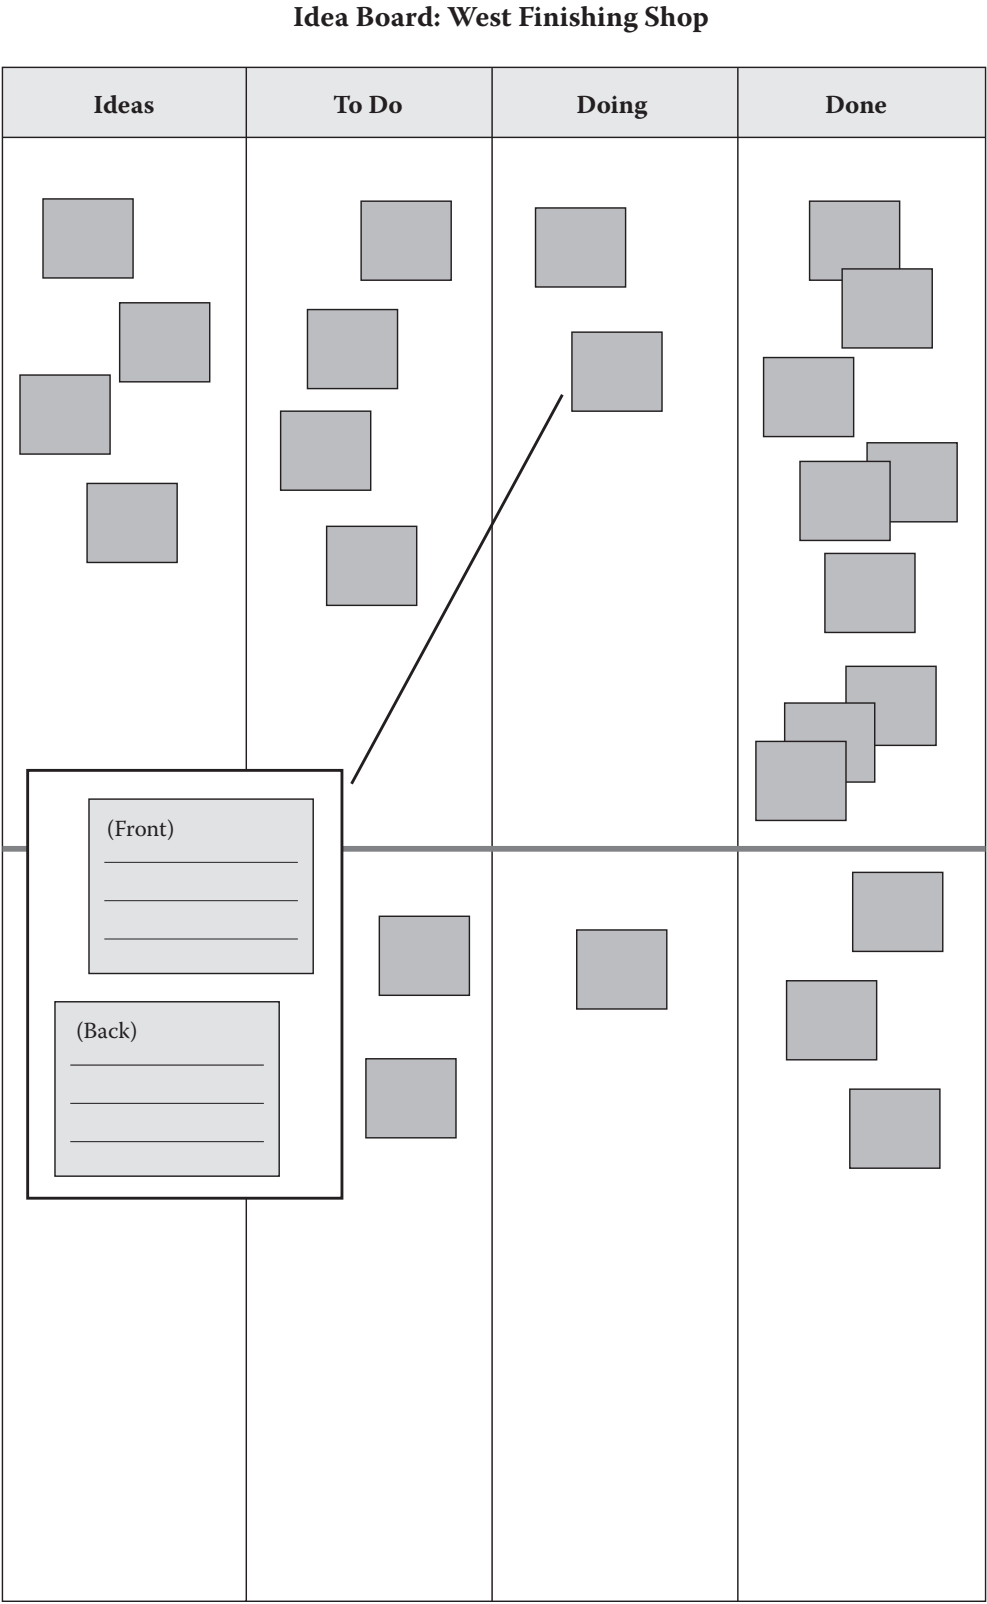 Idea Board: West Finishing Shop
Ideas
To Do
Doing
Done
(Front)
(Back)